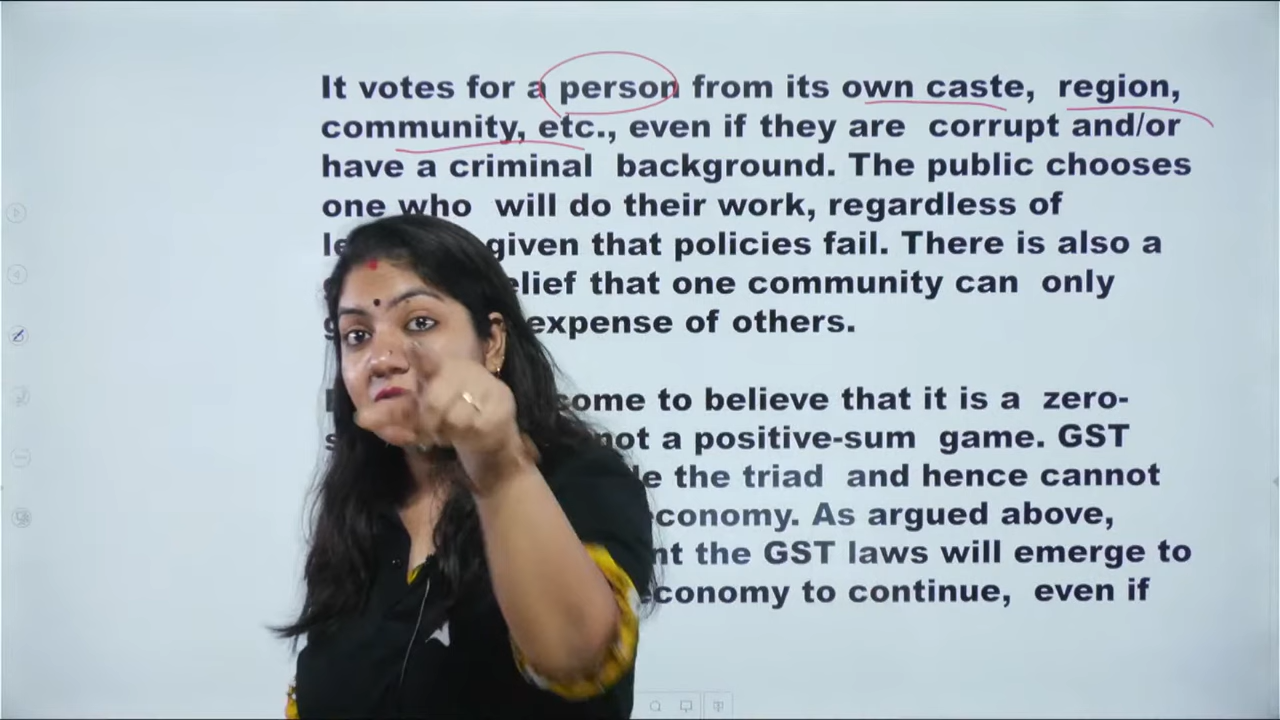 It votes for a person from its own caste, region,
community, etc., even if they are corrupt and/or
have a criminal background. The public chooses
one who will do their work, regardless of
given that policies fail. There is also a
that one community can only
expense of others.
come to believe that it is a zero-
not a positive-sum game. GST
the triad and hence cannot
economy. As argued above,
the GST laws will emerge to
economy to continue, even if